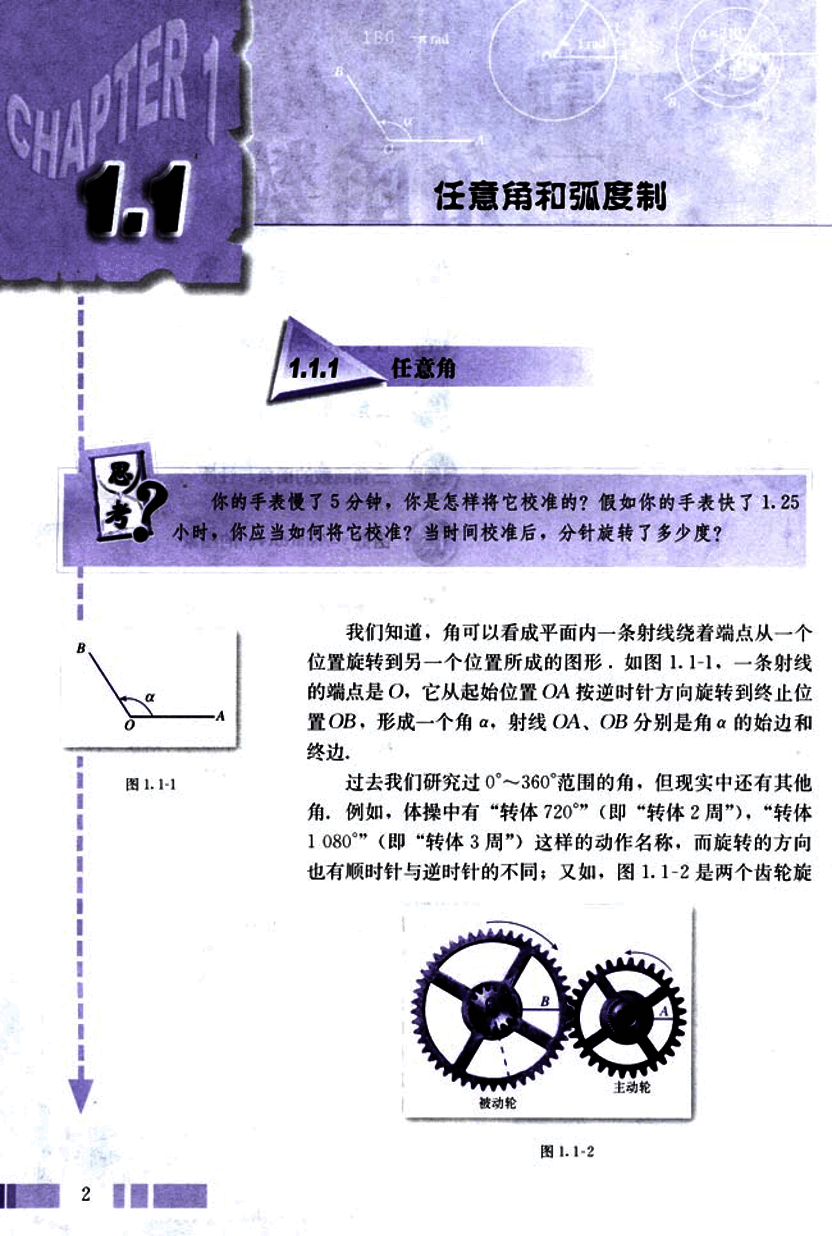 CHAPTER 1
1.1
180° = π rad
B
α
O
A
1 rad
任意角和弧度制
1.1.1 任意角
思考?
你的手表慢了 5 分钟，你是怎样将它校准的？假如你的手表快了 1.25
小时，你应当如何将它校准？当时间校准后，分针旋转了多少度？
B
α
O
A
图 1.1-1
我们知道，角可以看成平面内一条射线绕着端点从一个
位置旋转到另一个位置所成的图形．如图 1.1-1，一条射线
的端点是 O，它从起始位置 OA 按逆时针方向旋转到终止位
置 OB，形成一个角 α，射线 OA、OB 分别是角 α 的始边和
终边．
过去我们研究过 0°～360°范围的角，但现实中还有其他
角．例如，体操中有“转体 720°”（即“转体 2 周”），“转体
1 080°”（即“转体 3 周”）这样的动作名称，而旋转的方向
也有顺时针与逆时针的不同；又如，图 1.1-2 是两个齿轮旋
B
A
被动轮
主动轮
图 1.1-2
2